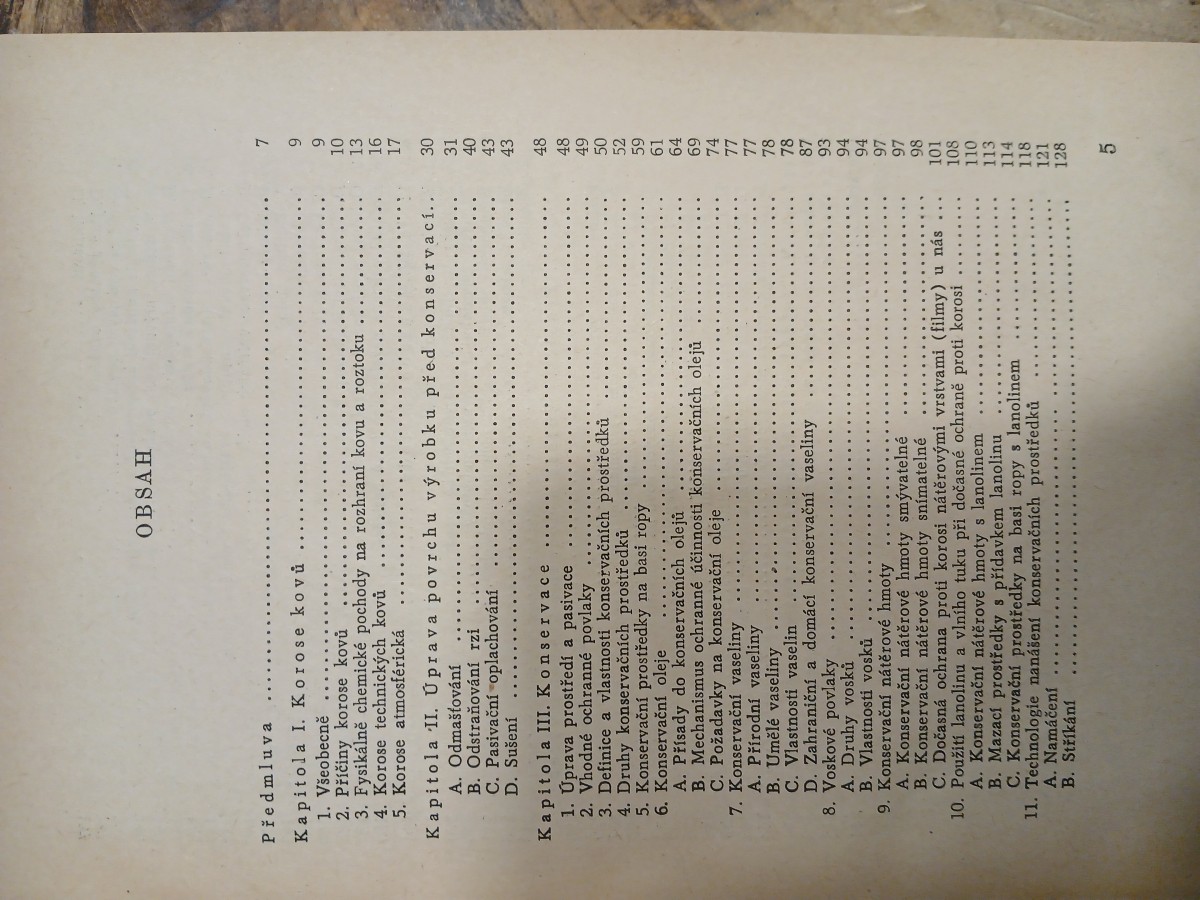 OBSAH
Předmluva ........ 7
Kapitola I. Korose kovů ........ 9
1. Všeobecně ........ 9
2. Příčiny korose kovů ........ 10
3. Fysikálně chemické pochody na rozhraní kovu a roztoku ........ 13
4. Korose technických kovů ........ 16
5. Korose atmosférická ........ 17
Kapitola II. Úprava povrchu výrobku před konservací.. 30
A. Odmašťování ........ 31
B. Odstraňování rzi ........ 40
C. Pasivační oplachování ........ 43
D. Sušení ........ 43
Kapitola III. Konservace ........ 48
1. Úprava prostředí a pasivace ........ 48
2. Vhodné ochranné povlaky ........ 49
3. Definice a vlastnosti konservačních prostředků ........ 50
4. Druhy konservačních prostředků ........ 52
5. Konservační prostředky na basi ropy ........ 59
6. Konservační oleje ........ 61
A. Přísady do konservačních olejů ........ 64
B. Mechanismus ochranné účinnosti konservačních olejů ........ 69
C. Požadavky na konservační oleje ........ 74
7. Konservační vaseliny ........ 77
A. Přírodní vaseliny ........ 77
B. Umělé vaseliny ........ 78
C. Vlastnosti vaselin ........ 78
D. Zahraniční a domácí konservační vaseliny ........ 87
8. Voskové povlaky ........ 93
A. Druhy vosků ........ 94
B. Vlastnosti vosků ........ 94
9. Konservační nátěrové hmoty ........ 97
A. Konservační nátěrové hmoty smývatelné ........ 97
B. Konservační nátěrové hmoty snímatelné ........ 98
C. Dočasná ochrana proti korosi nátěrovými vrstvami (filmy) u nás ... 101
10. Použití lanolinu a vlního tuku při dočasné ochraně proti korosi ........ 108
A. Konservační nátěrové hmoty s lanolinem ........ 110
B. Mazací prostředky s přídavkem lanolinu ........ 113
C. Konservační prostředky na basi ropy s lanolinem ........ 114
11. Technologie nanášení konservačních prostředků ........ 118
A. Namáčení ........ 121
B. Stříkání ........ 128
5